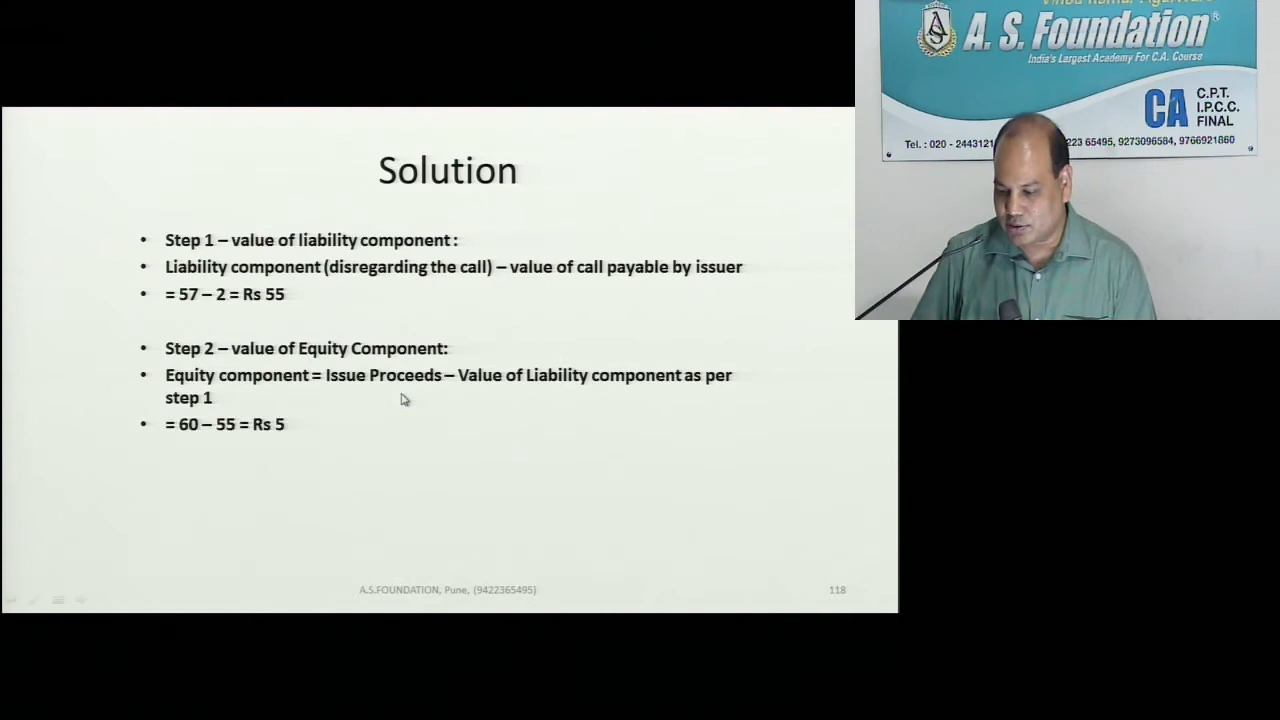 A. S. Foundation®
India's Largest Academy For C.A. Course
CA
C.P.T.
I.P.C.C.
FINAL
Tel. : 020 - 2443121 223 65495, 9273096584, 9766921860
Solution
• Step 1 – value of liability component :
• Liability component (disregarding the call) – value of call payable by issuer
• = 57 – 2 = Rs 55
• Step 2 – value of Equity Component:
• Equity component = Issue Proceeds – Value of Liability component as per
step 1
• = 60 – 55 = Rs 5
A.S.FOUNDATION, Pune, (9422365495)
118